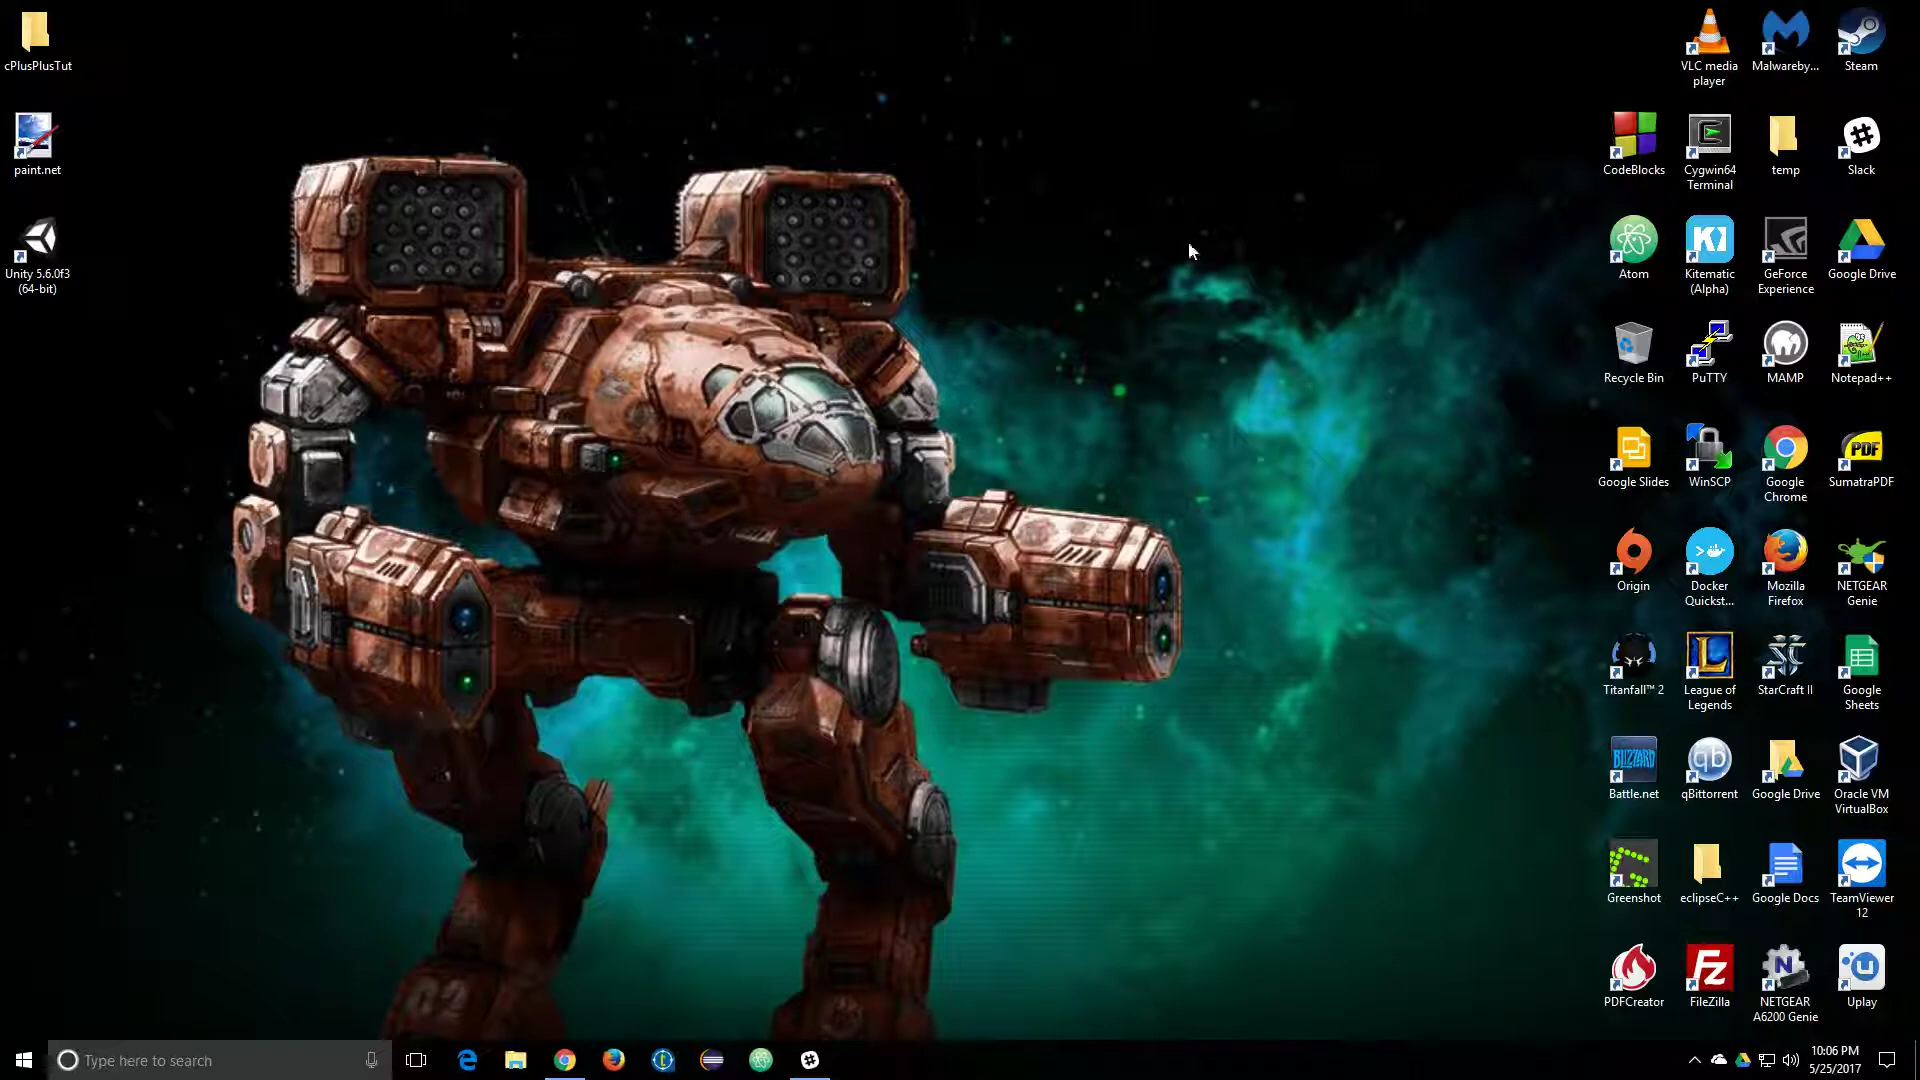 cPlusPlusTut
paint.net
Unity 5.6.0f3
(64-bit)
VLC media
player
Malwareby...
Steam
CodeBlocks
Cygwin64
Terminal
temp
Slack
Atom
Kitematic
(Alpha)
GeForce
Experience
Google Drive
Recycle Bin
PuTTY
MAMP
Notepad++
Google Slides
WinSCP
Google
Chrome
PDF
SumatraPDF
Origin
Docker
Quickst...
Mozilla
Firefox
NETGEAR
Genie
Titanfall™ 2
League of
Legends
StarCraft II
Google
Sheets
BLIZZARD
Battle.net
qb
qBittorrent
Google Drive
Oracle VM
VirtualBox
Greenshot
eclipseC++
Google Docs
TeamViewer
12
PDFCreator
Fz
FileZilla
N
NETGEAR
A6200 Genie
u
Uplay
Type here to search
10:06 PM
5/25/2017